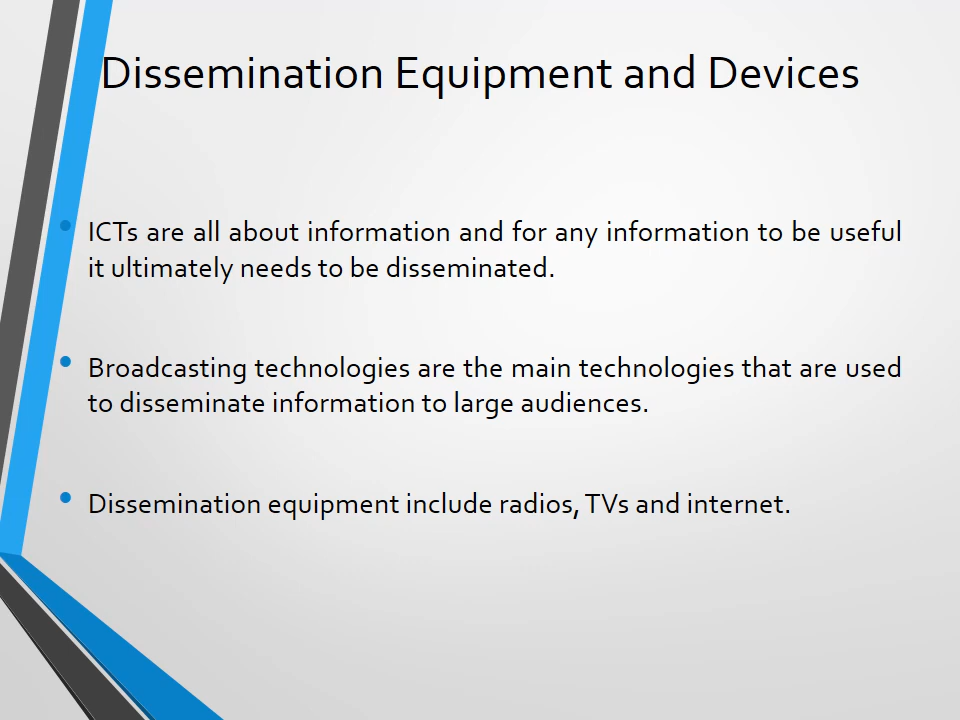 Dissemination Equipment and Devices
• ICTs are all about information and for any information to be useful
it ultimately needs to be disseminated.
• Broadcasting technologies are the main technologies that are used
to disseminate information to large audiences.
• Dissemination equipment include radios, TVs and internet.